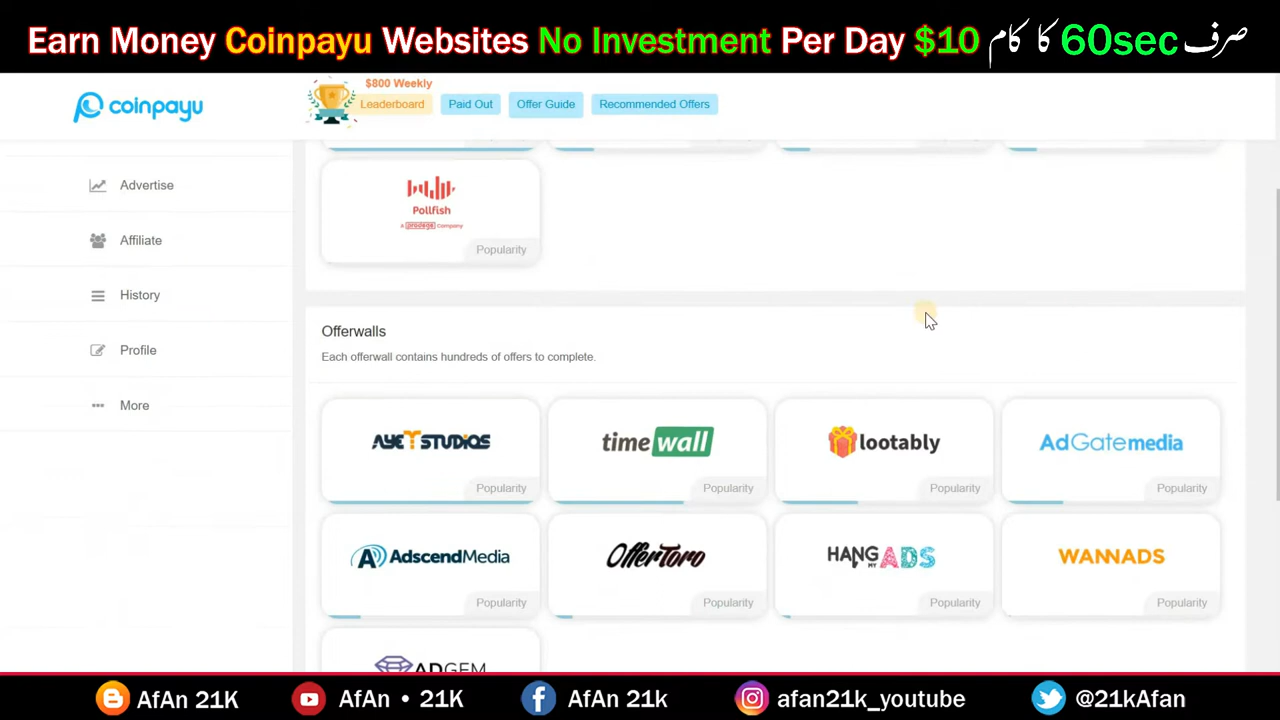 Earn Money Coinpayu Websites No Investment Per Day $10 صرف 60sec کا کام
coinpayu
$800 Weekly
Leaderboard
Paid Out
Offer Guide
Recommended Offers
Advertise
Affiliate
History
Profile
More
Pollfish
A prodege Company
Popularity
Offerwalls
Each offerwall contains hundreds of offers to complete.
AYET STUDIOS
Popularity
timewall
Popularity
lootably
Popularity
AdGatemedia
Popularity
AdscendMedia
Popularity
OfferToro
Popularity
HANG MY ADS
Popularity
WANNADS
Popularity
ADGEM
AfAn 21K
AfAn • 21K
AfAn 21k
afan21k_youtube
@21kAfan